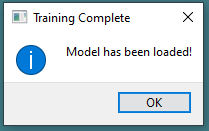 Training Complete
Model has been loaded!
OK